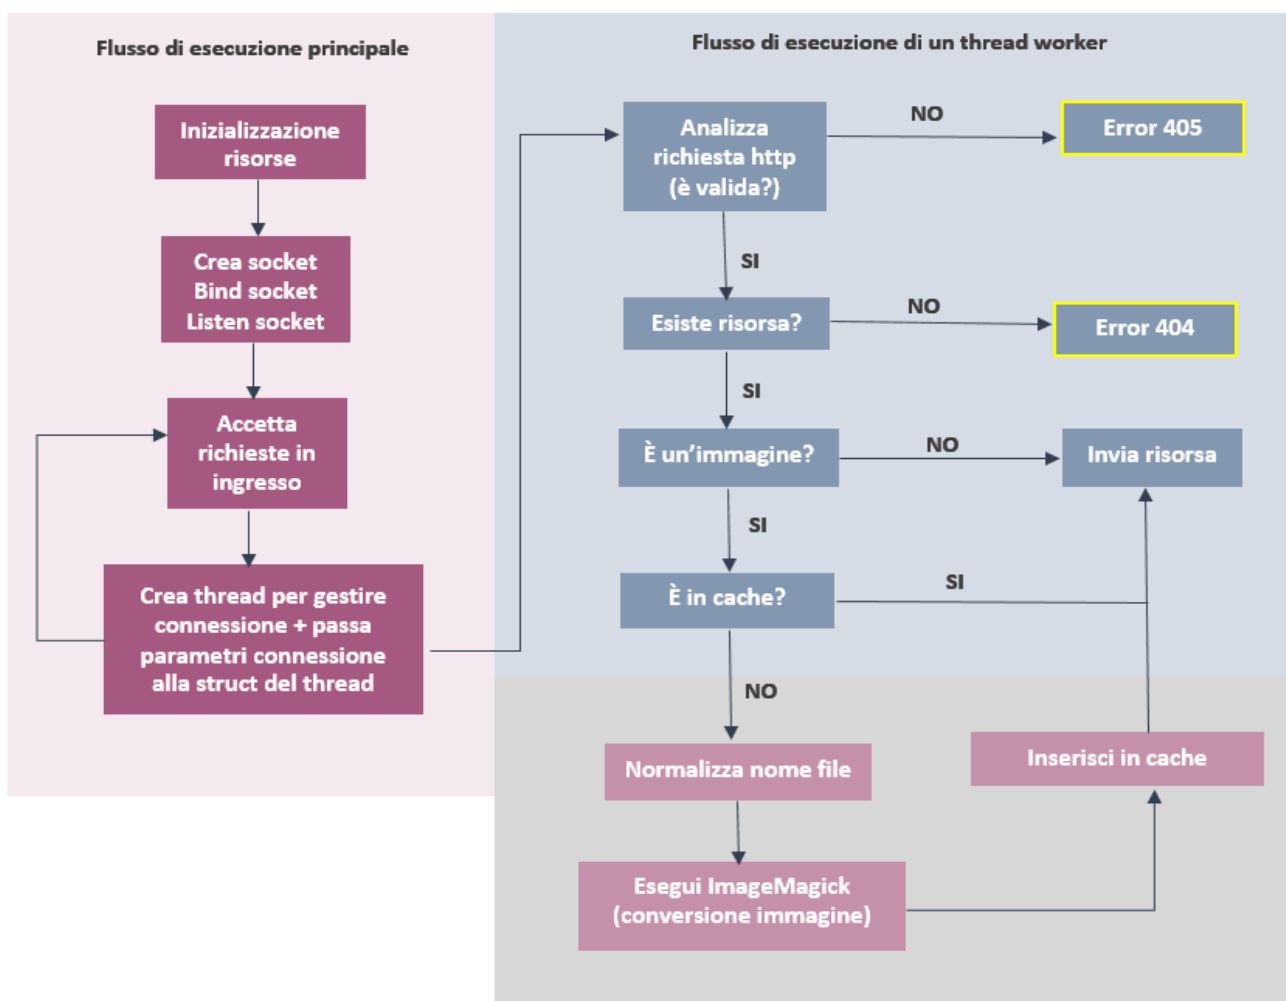 Flusso di esecuzione principale
Inizializzazione
risorse
Crea socket
Bind socket
Listen socket
Accetta
richieste in
ingresso
Crea thread per gestire
connessione + passa
parametri connessione
alla struct del thread
Flusso di esecuzione di un thread worker
Analizza
richiesta http
(è valida?)
NO
Error 405
SI
Esiste risorsa?
NO
Error 404
SI
È un’immagine?
NO
Invia risorsa
SI
È in cache?
SI
NO
Normalizza nome file
Inserisci in cache
Esegui ImageMagick
(conversione immagine)